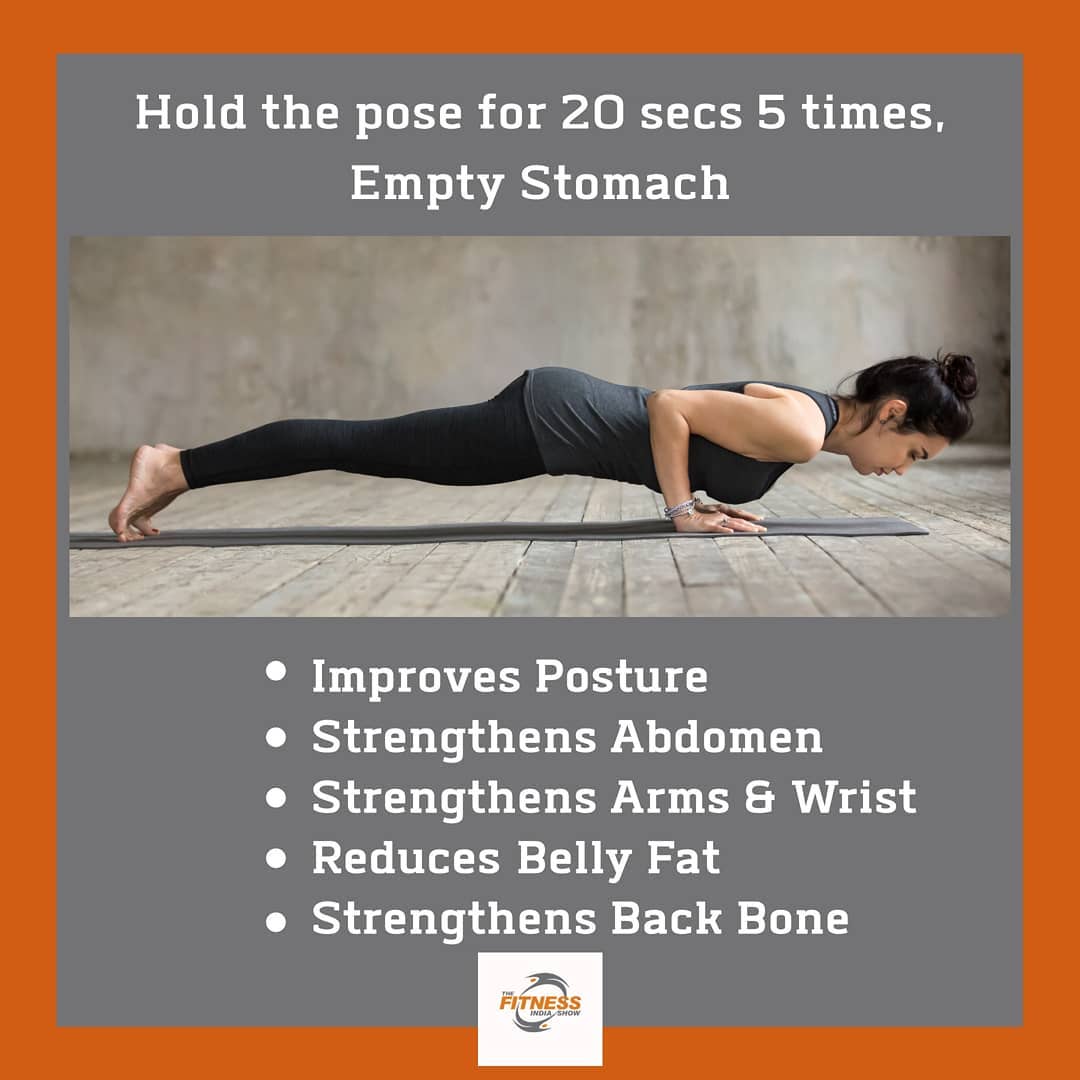 Hold the pose for 20 secs 5 times,
Empty Stomach
• Improves Posture
• Strengthens Abdomen
• Strengthens Arms & Wrist
• Reduces Belly Fat
• Strengthens Back Bone
THE
FITNESS
INDIA SHOW